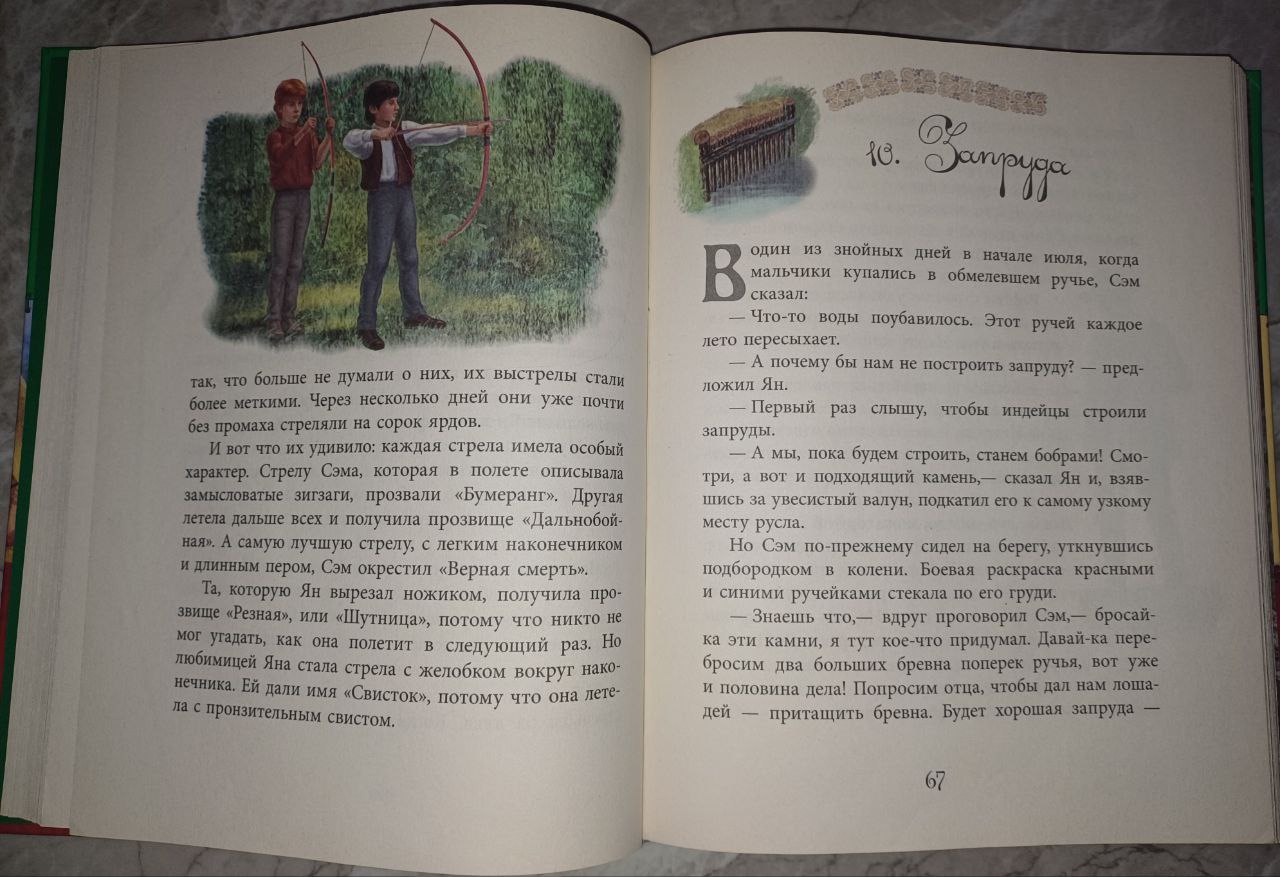 так, что больше не думали о них, их выстрелы стали
более меткими. Через несколько дней они уже почти
без промаха стреляли на сорок ярдов.
И вот что их удивило: каждая стрела имела особый
характер. Стрелу Сэма, которая в полете описывала
замысловатые зигзаги, прозвали «Бумеранг». Другая
летела дальше всех и получила прозвище «Дальнобой-
ная». А самую лучшую стрелу, с легким наконечником
и длинным пером, Сэм окрестил «Верная смерть».
Та, которую Ян вырезал ножиком, получила про-
звище «Резная», или «Шутница», потому что никто не
мог угадать, как она полетит в следующий раз. Но
любимицей Яна стала стрела с желобком вокруг нако-
нечника. Ей дали имя «Свисток», потому что она лете-
ла с пронзительным свистом.
10. Запруда
В один из знойных дней в начале июля, когда
мальчики купались в обмелевшем ручье, Сэм
сказал:
— Что-то воды поубавилось. Этот ручей каждое
лето пересыхает.
— А почему бы нам не построить запруду? — пред-
ложил Ян.
— Первый раз слышу, чтобы индейцы строили
запруды.
— А мы, пока будем строить, станем бобрами! Смо-
три, а вот и подходящий камень,— сказал Ян и, взяв-
шись за увесистый валун, подкатил его к самому узкому
месту русла.
Но Сэм по-прежнему сидел на берегу, уткнувшись
подбородком в колени. Боевая раскраска красными
и синими ручейками стекала по его груди.
— Знаешь что,— вдруг проговорил Сэм,— бросай-
ка эти камни, я тут кое-что придумал. Давай-ка пере-
бросим два больших бревна поперек ручья, вот уже
и половина дела! Попросим отца, чтобы дал нам лоша-
дей — притащить бревна. Будет хорошая запруда —
67